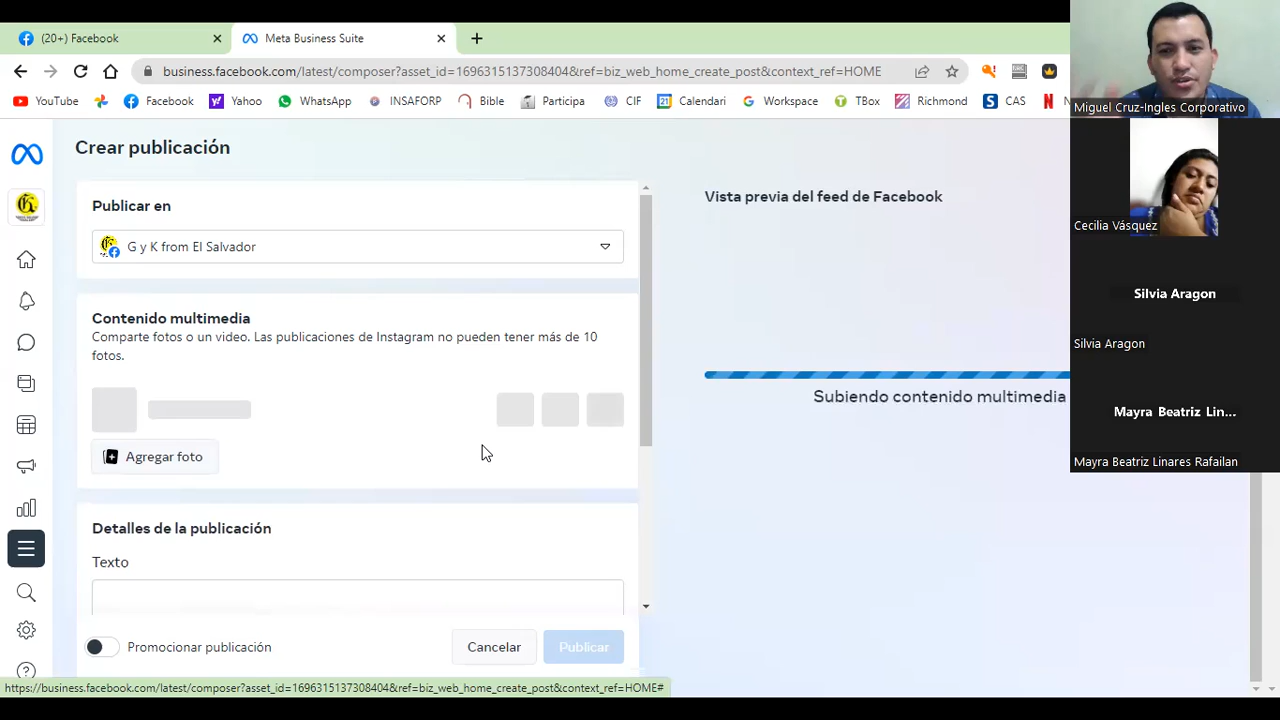 (20+) Facebook
Meta Business Suite
business.facebook.com/latest/composer?asset_id=1696315137308404&ref=biz_web_home_create_post&context_ref=HOME
YouTube
Facebook
Yahoo
WhatsApp
INSAFORP
Bible
Participa
CIF
Calendari
Workspace
TBox
Richmond
CAS
Miguel Cruz-Ingles Corporativo
Crear publicación
Publicar en
G y K from El Salvador
Vista previa del feed de Facebook
Cecilia Vásquez
Contenido multimedia
Comparte fotos o un video. Las publicaciones de Instagram no pueden tener más de 10
fotos.
Silvia Aragon
Silvia Aragon
Subiendo contenido multimedia
Agregar foto
Mayra Beatriz Lin...
Mayra Beatriz Linares Rafailan
Detalles de la publicación
Texto
Promocionar publicación
Cancelar
Publicar
https://business.facebook.com/latest/composer?asset_id=1696315137308404&ref=biz_web_home_create_post&context_ref=HOME#